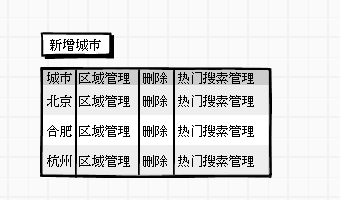 新增城市
城市 区域管理 删除 热门搜索管理
北京 区域管理 删除 热门搜索管理
合肥 区域管理 删除 热门搜索管理
杭州 区域管理 删除 热门搜索管理